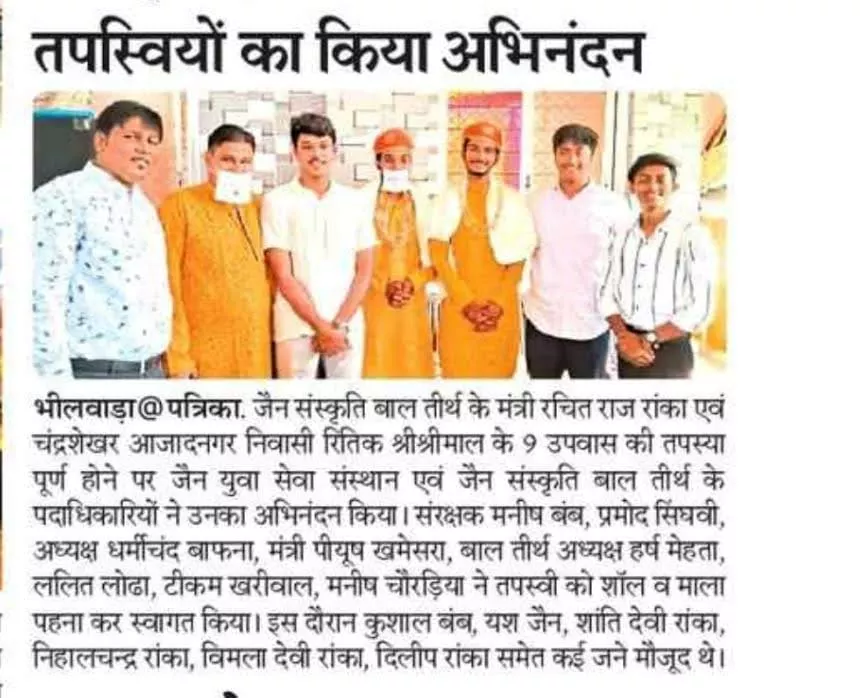 तपस्वियों का किया अभिनंदन
भीलवाड़ा@पत्रिका. जैन संस्कृति बाल तीर्थ के मंत्री रचित राज रांका एवं
चंद्रशेखर आजादनगर निवासी रितिक श्रीश्रीमाल के 9 उपवास की तपस्या
पूर्ण होने पर जैन युवा सेवा संस्थान एवं जैन संस्कृति बाल तीर्थ के
पदाधिकारियों ने उनका अभिनंदन किया। संरक्षक मनीष बंब, प्रमोद सिंघवी,
अध्यक्ष धर्मीचंद बाफना, मंत्री पीयूष खमेसरा, बाल तीर्थ अध्यक्ष हर्ष मेहता,
ललित लोढा, टीकम खरीवाल, मनीष चौरड़िया ने तपस्वी को शॉल व माला
पहना कर स्वागत किया। इस दौरान कुशाल बंब, यश जैन, शांति देवी रांका,
निहालचन्द्र रांका, विमला देवी रांका, दिलीप रांका समेत कई जने मौजूद थे।